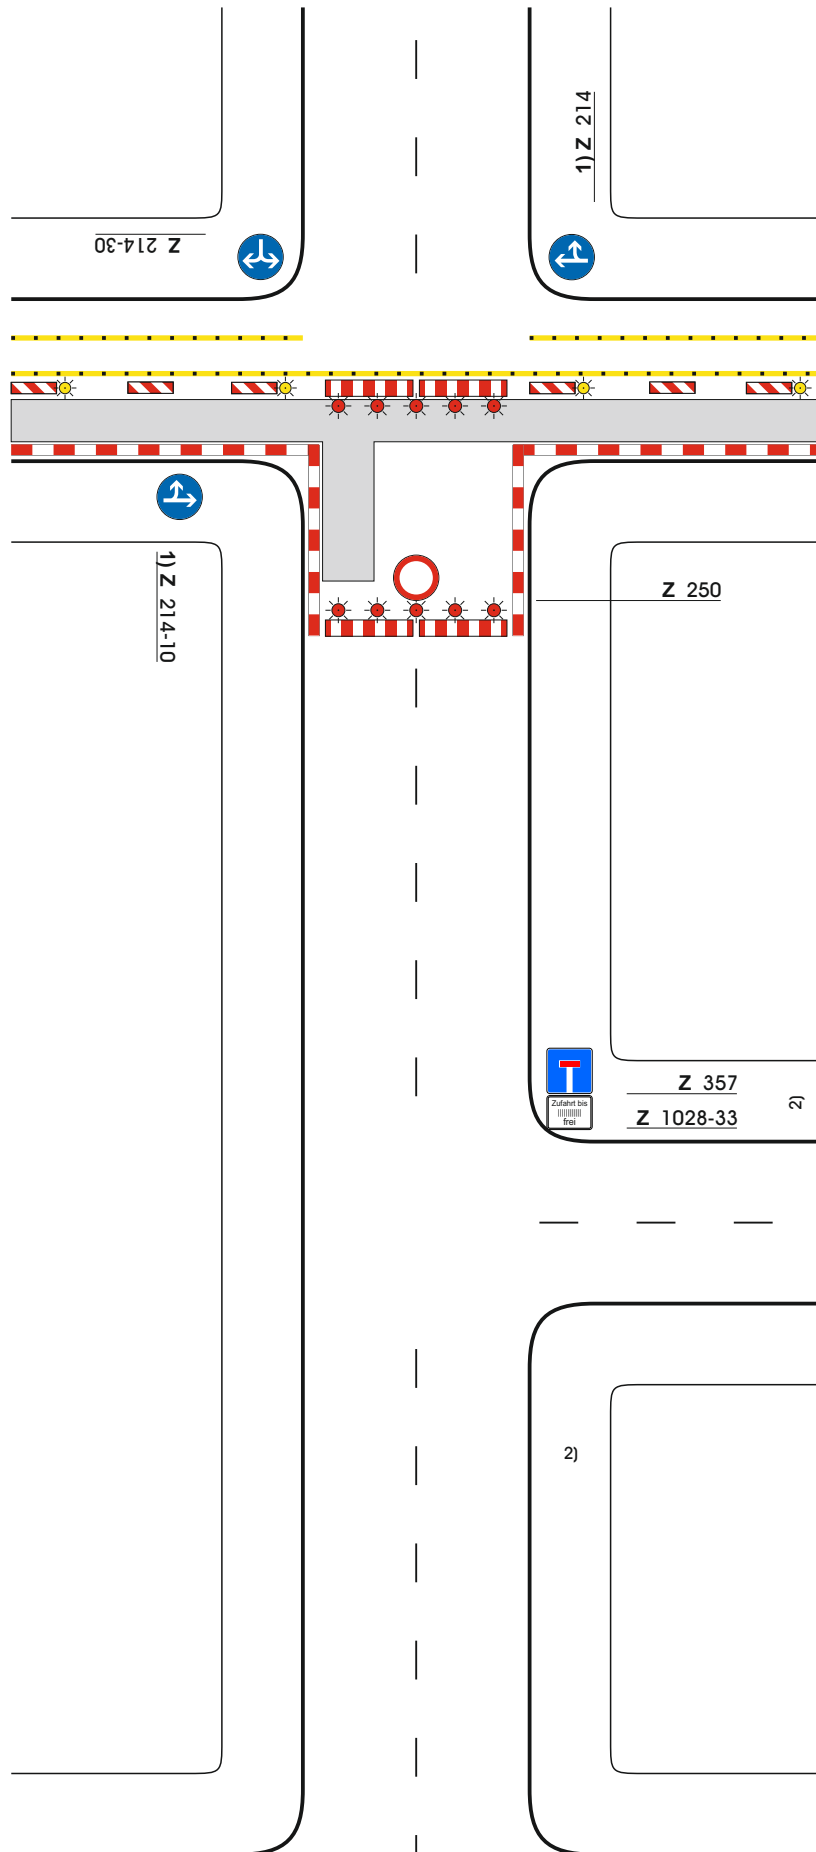 1) Z 214
Z 214-30
1) Z 214-10
Z 250
Z 357
Zufahrt bis
frei
Z 1028-33
2)
2)